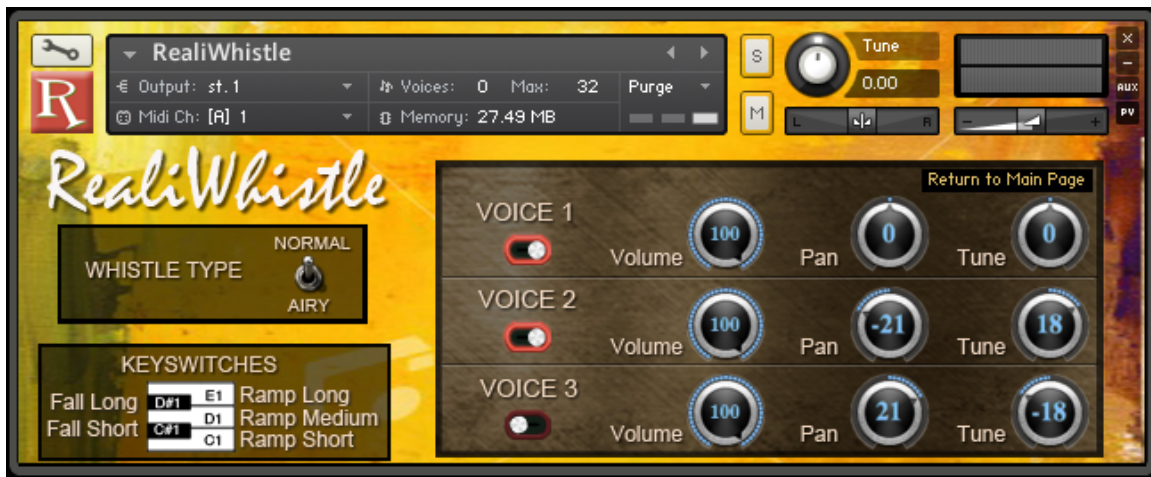 RealiWhistle
Output: st.1
Voices: 0 Max: 32
Purge
Midi Ch: [A] 1
Memory: 27.49 MB
S
M
Tune
0.00
L R
- +
×
-
AUX
PV
R
RealiWhistle
WHISTLE TYPE
NORMAL
AIRY
KEYSWITCHES
Fall Long D#1 E1 Ramp Long
D1 Ramp Medium
Fall Short C#1 C1 Ramp Short
Return to Main Page
VOICE 1
Volume 100 Pan 0 Tune 0
VOICE 2
Volume 100 Pan -21 Tune 18
VOICE 3
Volume 100 Pan 21 Tune -18